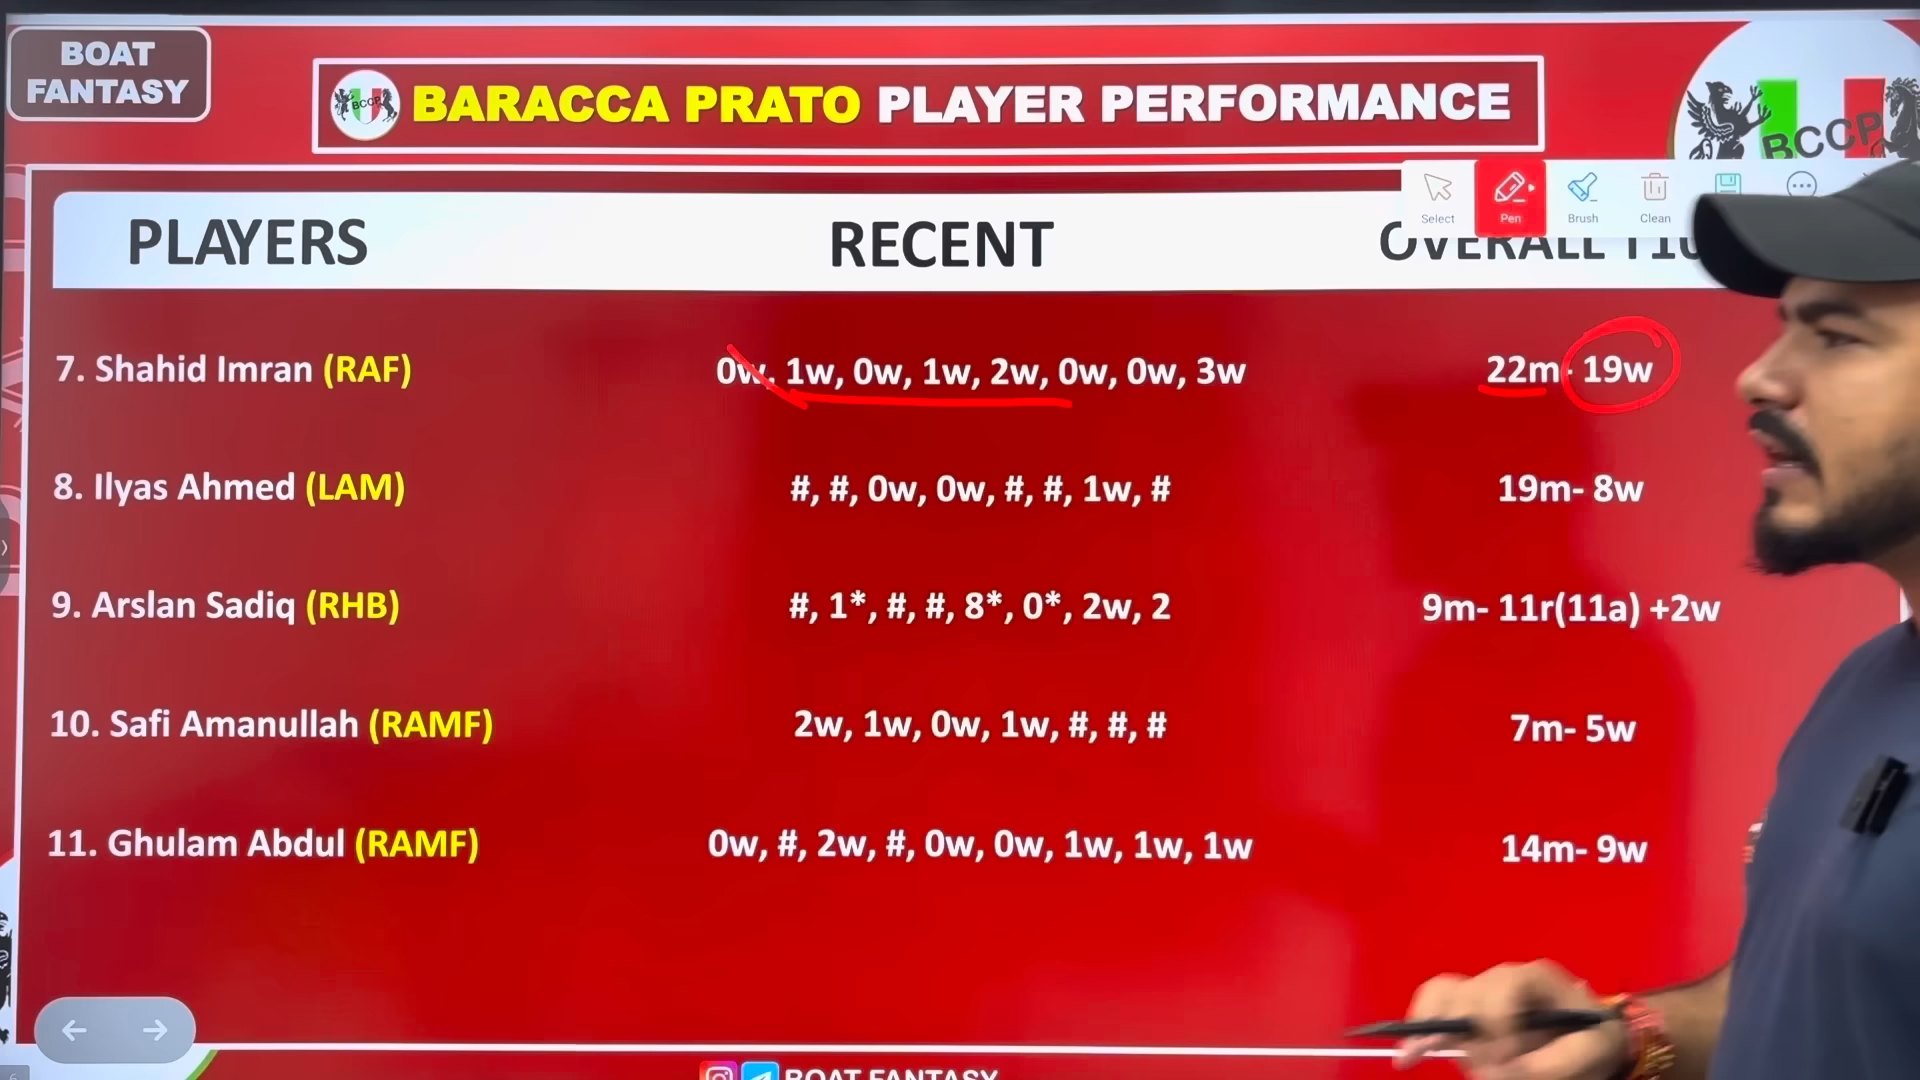 BOAT
FANTASY
BCCP BARACCA PRATO PLAYER PERFORMANCE
BCCP
Select Pen Brush Clean
PLAYERS RECENT OVERALL T10
7. Shahid Imran (RAF) 0w, 1w, 0w, 1w, 2w, 0w, 0w, 3w 22m- 19w
8. Ilyas Ahmed (LAM) #, #, 0w, 0w, #, #, 1w, # 19m- 8w
9. Arslan Sadiq (RHB) #, 1*, #, #, 8*, 0*, 2w, 2 9m- 11r(11a) +2w
10. Safi Amanullah (RAMF) 2w, 1w, 0w, 1w, #, #, # 7m- 5w
11. Ghulam Abdul (RAMF) 0w, #, 2w, #, 0w, 0w, 1w, 1w, 1w 14m- 9w
BOAT FANTASY